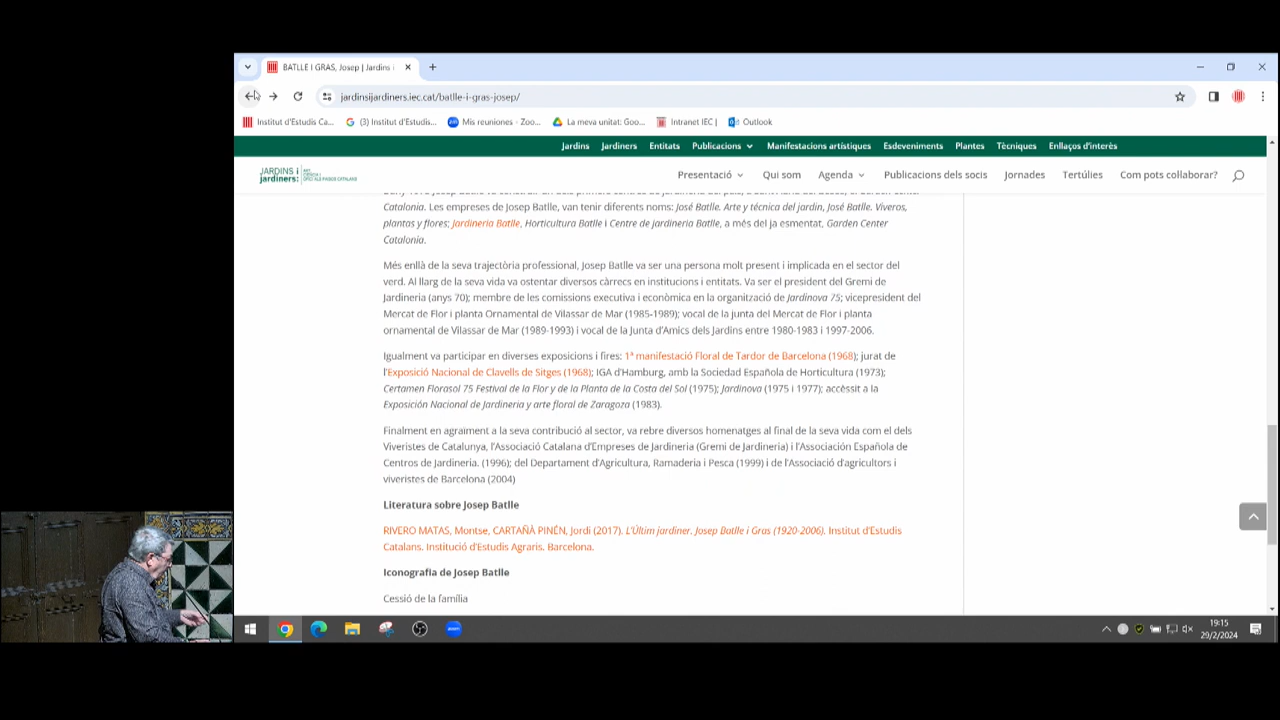 BATLLE I GRAS, Josep | Jardins i
jardinsijardiners.iec.cat/batlle-i-gras-josep/
Institut d'Estudis Ca...
(3) Institut d'Estudis...
Mis reuniones - Zoo...
La meva unitat: Goo...
Intranet IEC |
Outlook
Jardins Jardiners Entitats Publicacions Manifestacions artístiques Esdeveniments Plantes Tècniques Enllaços d'interès
JARDINS i
jardiners:
Presentació Qui som Agenda Publicacions dels socis Jornades Tertúlies Com pots collaborar?
Catalonia. Les empreses de Josep Batlle, van tenir diferents noms: José Batlle. Arte y técnica del jardín, José Batlle. Viveros,
plantas y flores; Jardineria Batlle, Horticultura Batlle i Centre de jardineria Batlle, a més del ja esmentat, Garden Center
Catalonia.
Més enllà de la seva trajectòria professional, Josep Batlle va ser una persona molt present i implicada en el sector del
verd. Al llarg de la seva vida va ostentar diversos càrrecs en institucions i entitats. Va ser el president del Gremi de
Jardineria (anys 70); membre de les comissions executiva i econòmica en la organització de Jardinova 75; vicepresident del
Mercat de Flor i planta Ornamental de Vilassar de Mar (1985-1989); vocal de la junta del Mercat de Flor i planta
ornamental de Vilassar de Mar (1989-1993) i vocal de la Junta d'Amics dels Jardins entre 1980-1983 i 1997-2006.
Igualment va participar en diverses exposicions i fires: 1ª manifestació Floral de Tardor de Barcelona (1968); jurat de
l'Exposició Nacional de Clavells de Sitges (1968); IGA d'Hamburg, amb la Sociedad Española de Horticultura (1973);
Certamen Florasol 75 Festival de la Flor y de la Planta de la Costa del Sol (1975); Jardinova (1975 i 1977); accèssit a la
Exposición Nacional de Jardineria y arte floral de Zaragoza (1983).
Finalment en agraïment a la seva contribució al sector, va rebre diversos homenatges al final de la seva vida com el dels
Viveristes de Catalunya, l'Associació Catalana d'Empreses de Jardineria (Gremi de Jardineria) i l'Associación Española de
Centros de Jardineria. (1996); del Departament d'Agricultura, Ramaderia i Pesca (1999) i de l'Associació d'agricultors i
viveristes de Barcelona (2004)
Literatura sobre Josep Batlle
RIVERO MATAS, Montse, CARTAÑÀ PINÉN, Jordi (2017). L'Últim jardiner. Josep Batlle i Gras (1920-2006). Institut d'Estudis
Catalans. Institució d'Estudis Agraris. Barcelona.
Iconografia de Josep Batlle
Cessió de la família
zoom
19:15
29/2/2024